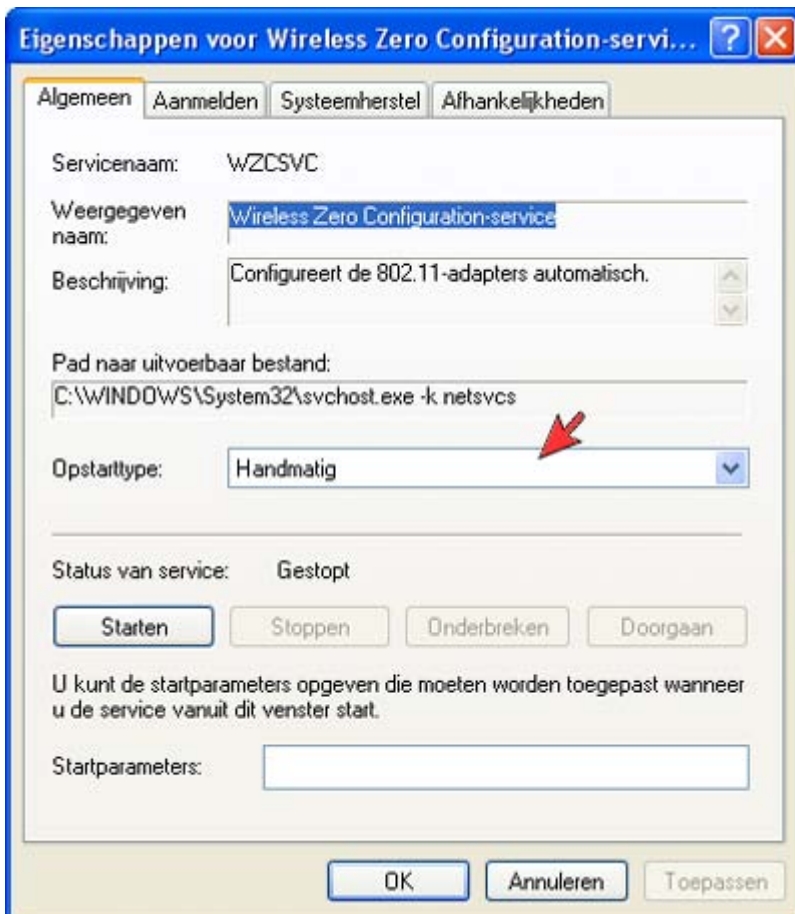 Eigenschappen voor Wireless Zero Configuration-servi...
Algemeen Aanmelden Systeemherstel Afhankelijkheden
Servicenaam: WZCSVC
Weergegeven naam: Wireless Zero Configuration-service
Beschrijving: Configureert de 802.11-adapters automatisch.
Pad naar uitvoerbaar bestand:
C:\WINDOWS\System32\svchost.exe -k netsvcs
Opstarttype: Handmatig
Status van service: Gestopt
Starten Stoppen Onderbreken Doorgaan
U kunt de startparameters opgeven die moeten worden toegepast wanneer
u de service vanuit dit venster start.
Startparameters:
OK Annuleren Toepassen